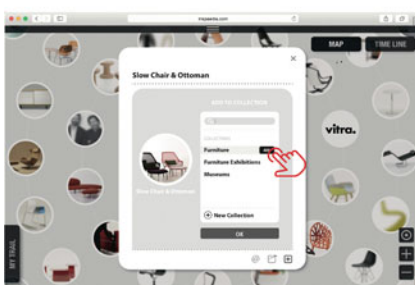 MAP
TIME LINE
Slow Chair & Ottoman
ADD TO COLLECTION
COLLECTIONS
Furniture
Furniture Exhibitions
Museums
Slow Chair & Ottoman
New Collection
OK
vitra.
MY TRAIL